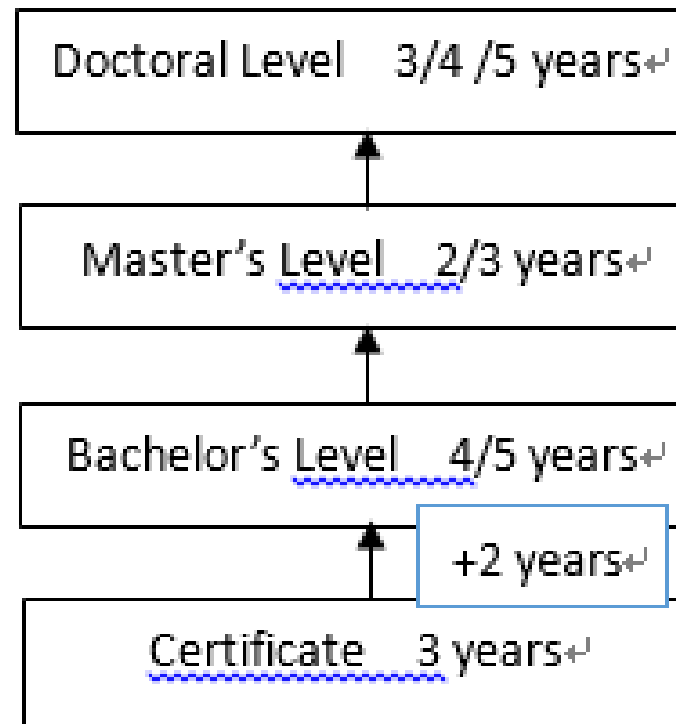 Doctoral Level 3/4 /5 years↵
Master's Level 2/3 years↵
Bachelor's Level 4/5 years↵
+2 years↵
Certificate 3 years↵